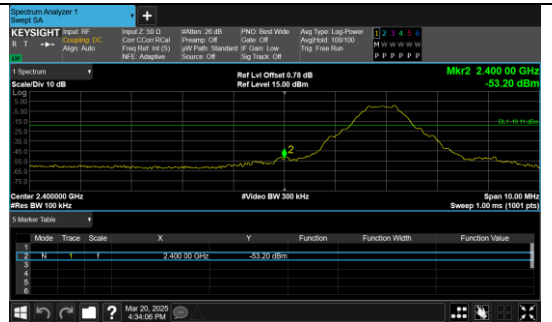 Spectrum Analyzer 1
Swept SA
+
KEYSIGHT Input: RF Input Z: 50 Ω #Atten: 26 dB PNO: Best Wide Avg Type: Log-Power 1 2 3 4 5 6
R T Coupling: DC Corr CCorr RCal Preamp: Off Gate: Off Avg|Hold: 100/100 M W W W W W
Align: Auto Freq Ref: Int (S) µW Path: Standard IF Gain: Low Trig: Free Run
NFE: Adaptive Source: Off Sig Track: Off P P P P P P
1 Spectrum
Ref Lvl Offset 0.78 dB Mkr2 2.400 00 GHz
Scale/Div 10 dB Ref Level 15.00 dBm -53.20 dBm
Log
5.00
-5.00
-15.0
DL1 -19.11 dBm
-25.0
-35.0
-45.0
2
-55.0
-65.0
-75.0
Center 2.400000 GHz #Video BW 300 kHz Span 10.00 MHz
#Res BW 100 kHz Sweep 1.00 ms (1001 pts)
5 Marker Table
Mode Trace Scale X Y Function Function Width Function Value
1
2 N 1 f 2.400 00 GHz -53.20 dBm
3
4
5
6
? Mar 20, 2025
4:34:06 PM